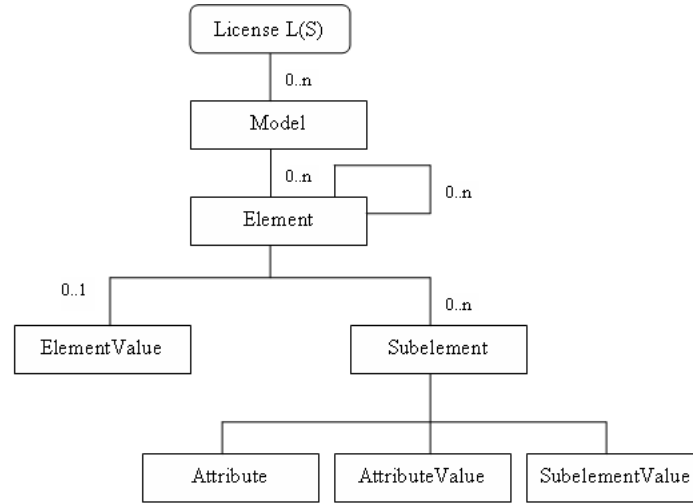 License L(S)
0..n
Model
0..n
0..n
Element
0..1
0..n
ElementValue
Subelement
Attribute
AttributeValue
SubelementValue